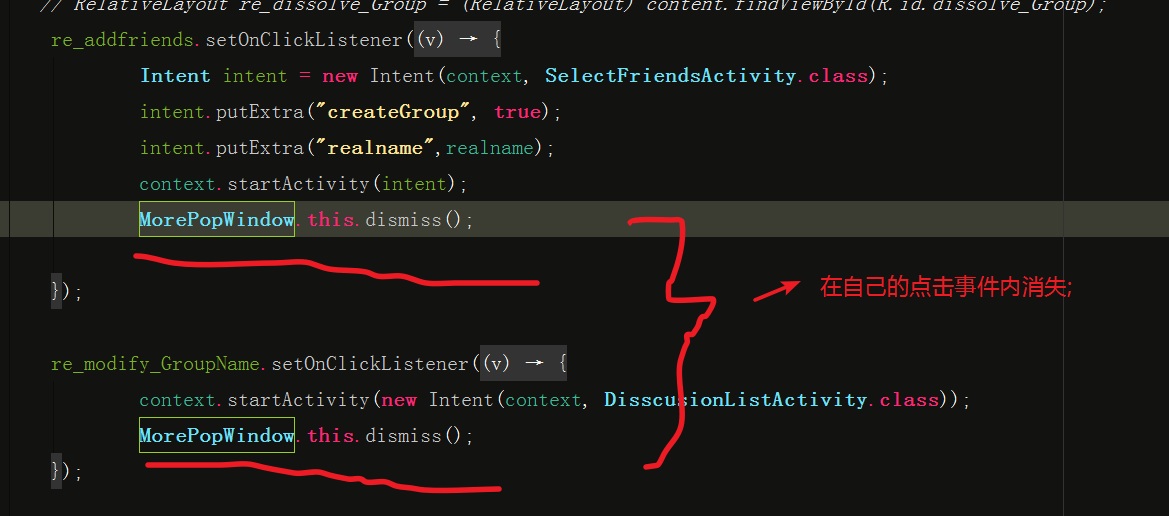 // RelativeLayout re_dissolve_Group = (RelativeLayout) content.findViewById(R.id.dissolve_Group);
re_addfriends.setOnClickListener((v) → {
Intent intent = new Intent(context, SelectFriendsActivity.class);
intent.putExtra("createGroup", true);
intent.putExtra("realname",realname);
context.startActivity(intent);
MorePopWindow.this.dismiss();
在自己的点击事件内消失;
});
re_modify_GroupName.setOnClickListener((v) → {
context.startActivity(new Intent(context, DisscusionListActivity.class));
MorePopWindow.this.dismiss();
});